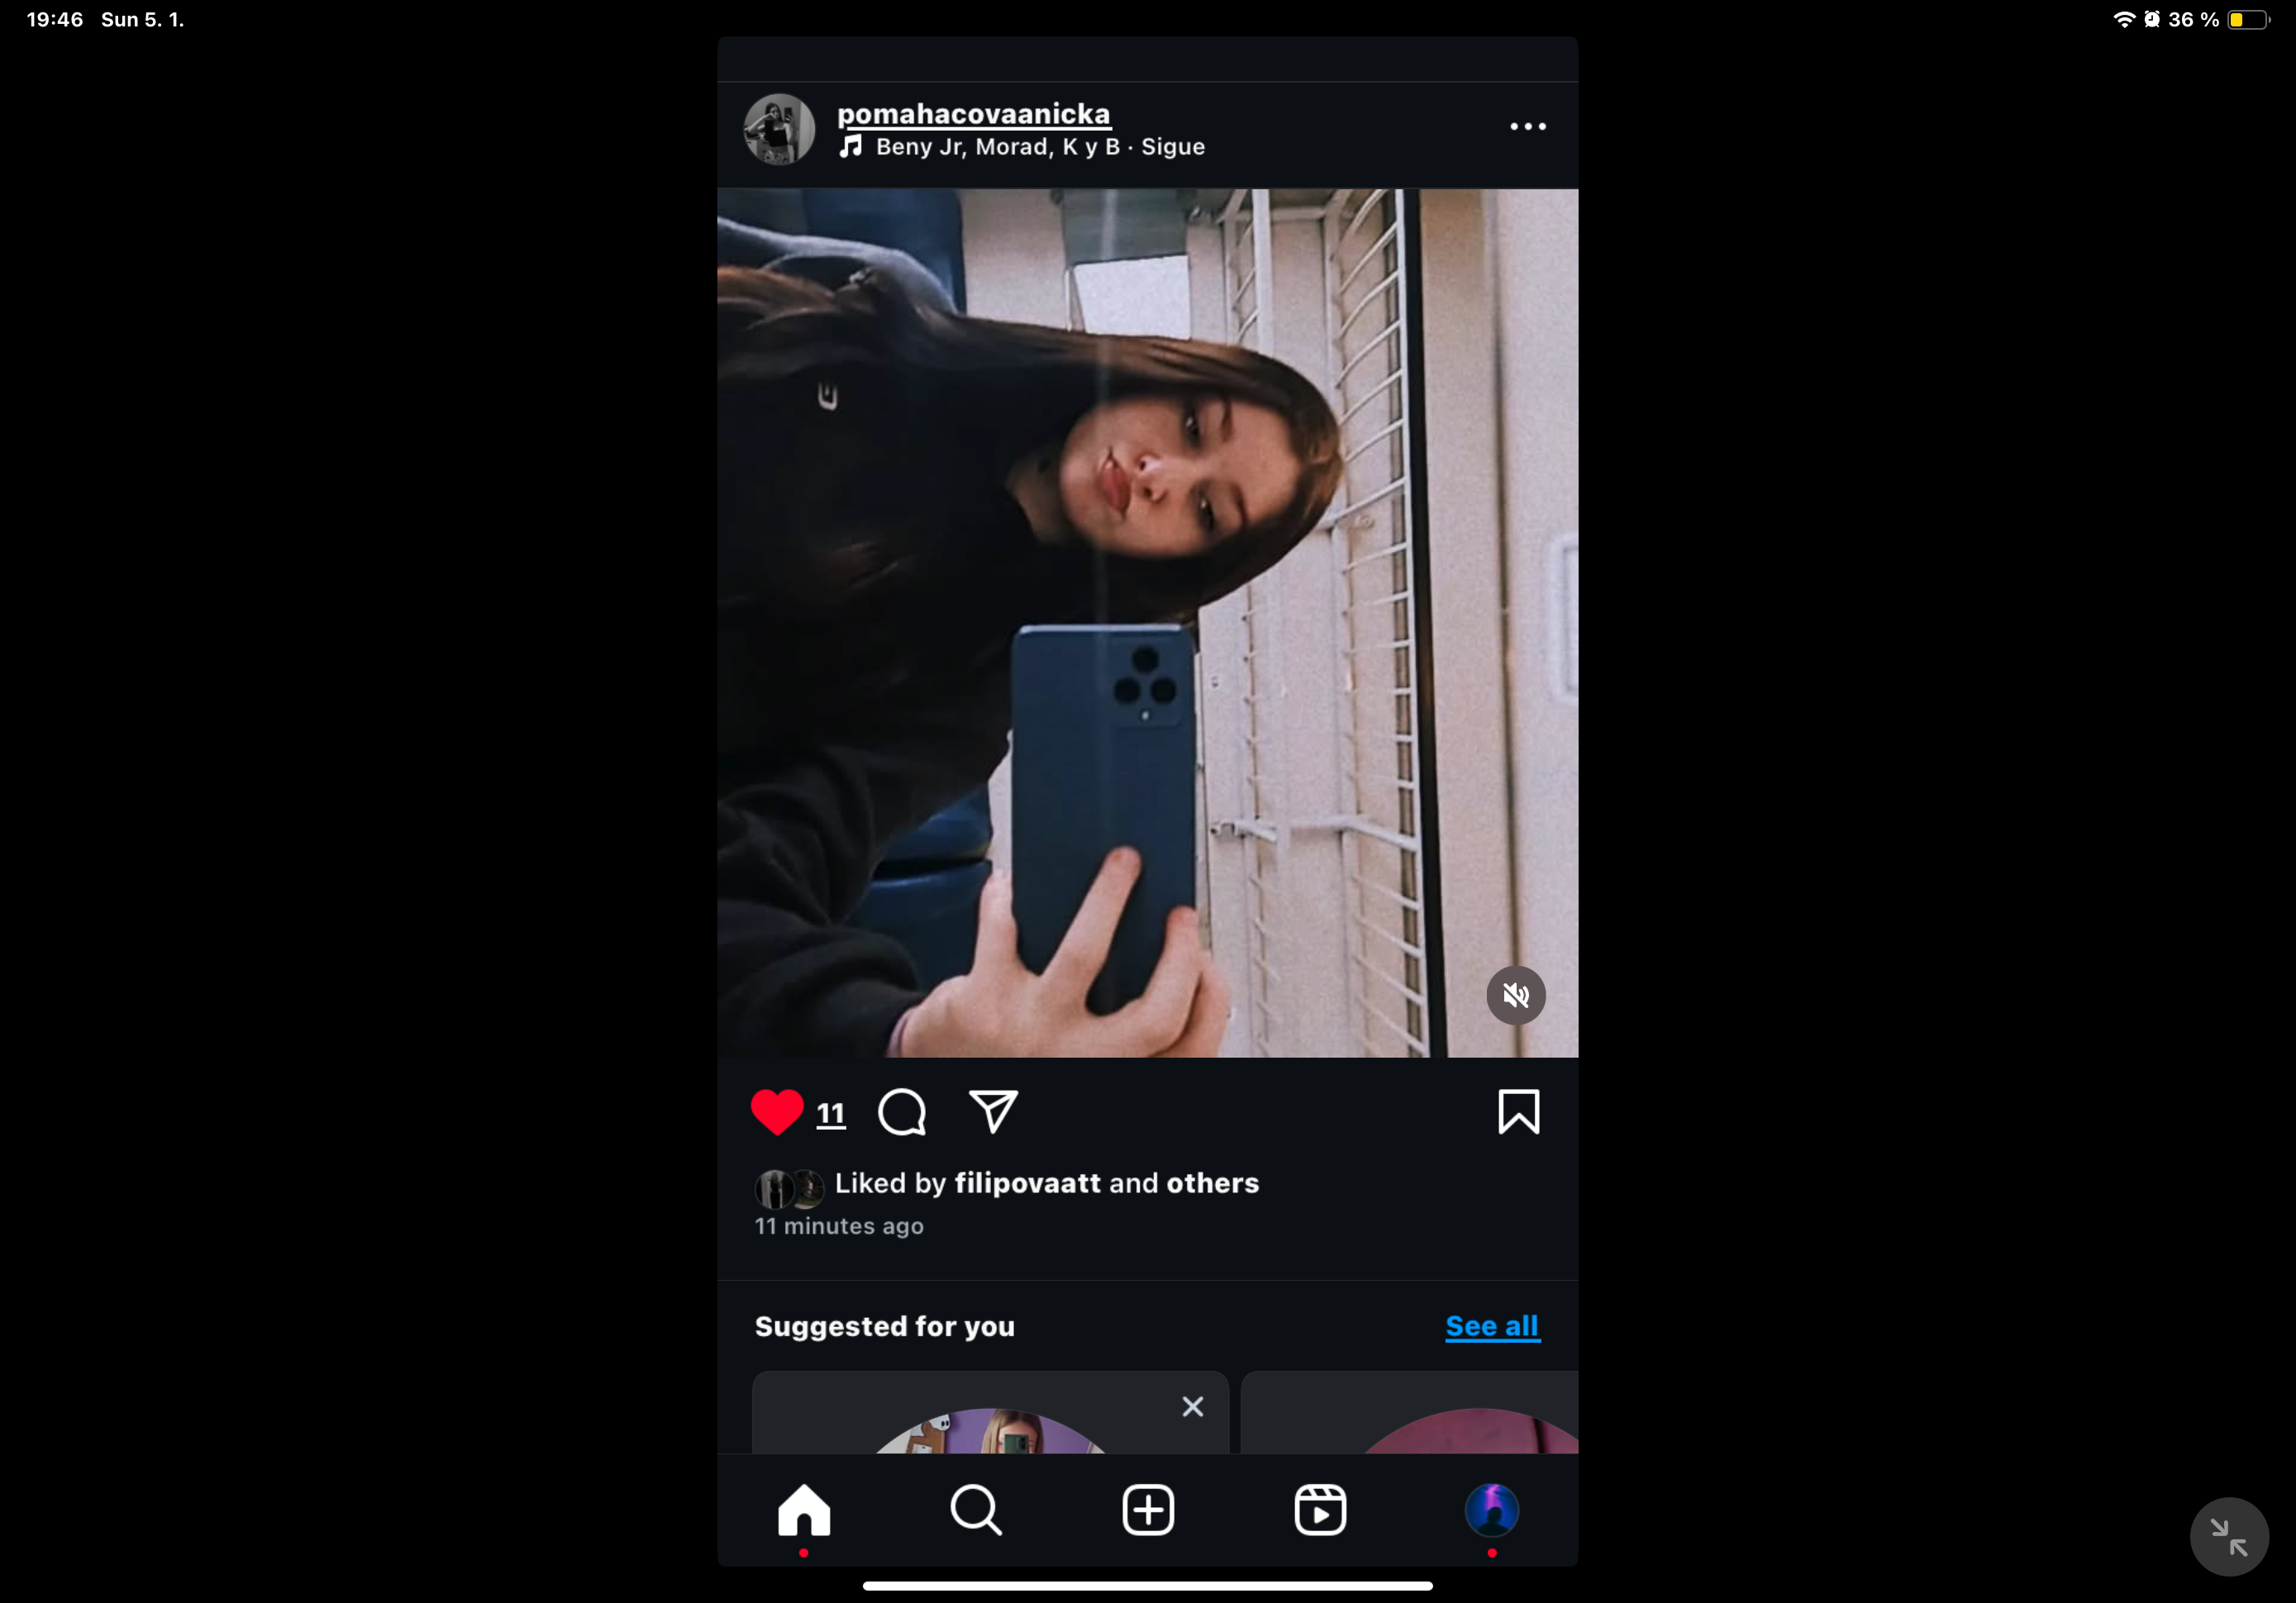 19:46 Sun 5. 1.
36 %
pomahacovaanicka
Beny Jr, Morad, K y B · Sigue
11
Liked by filipovaatt and others
11 minutes ago
Suggested for you
See all